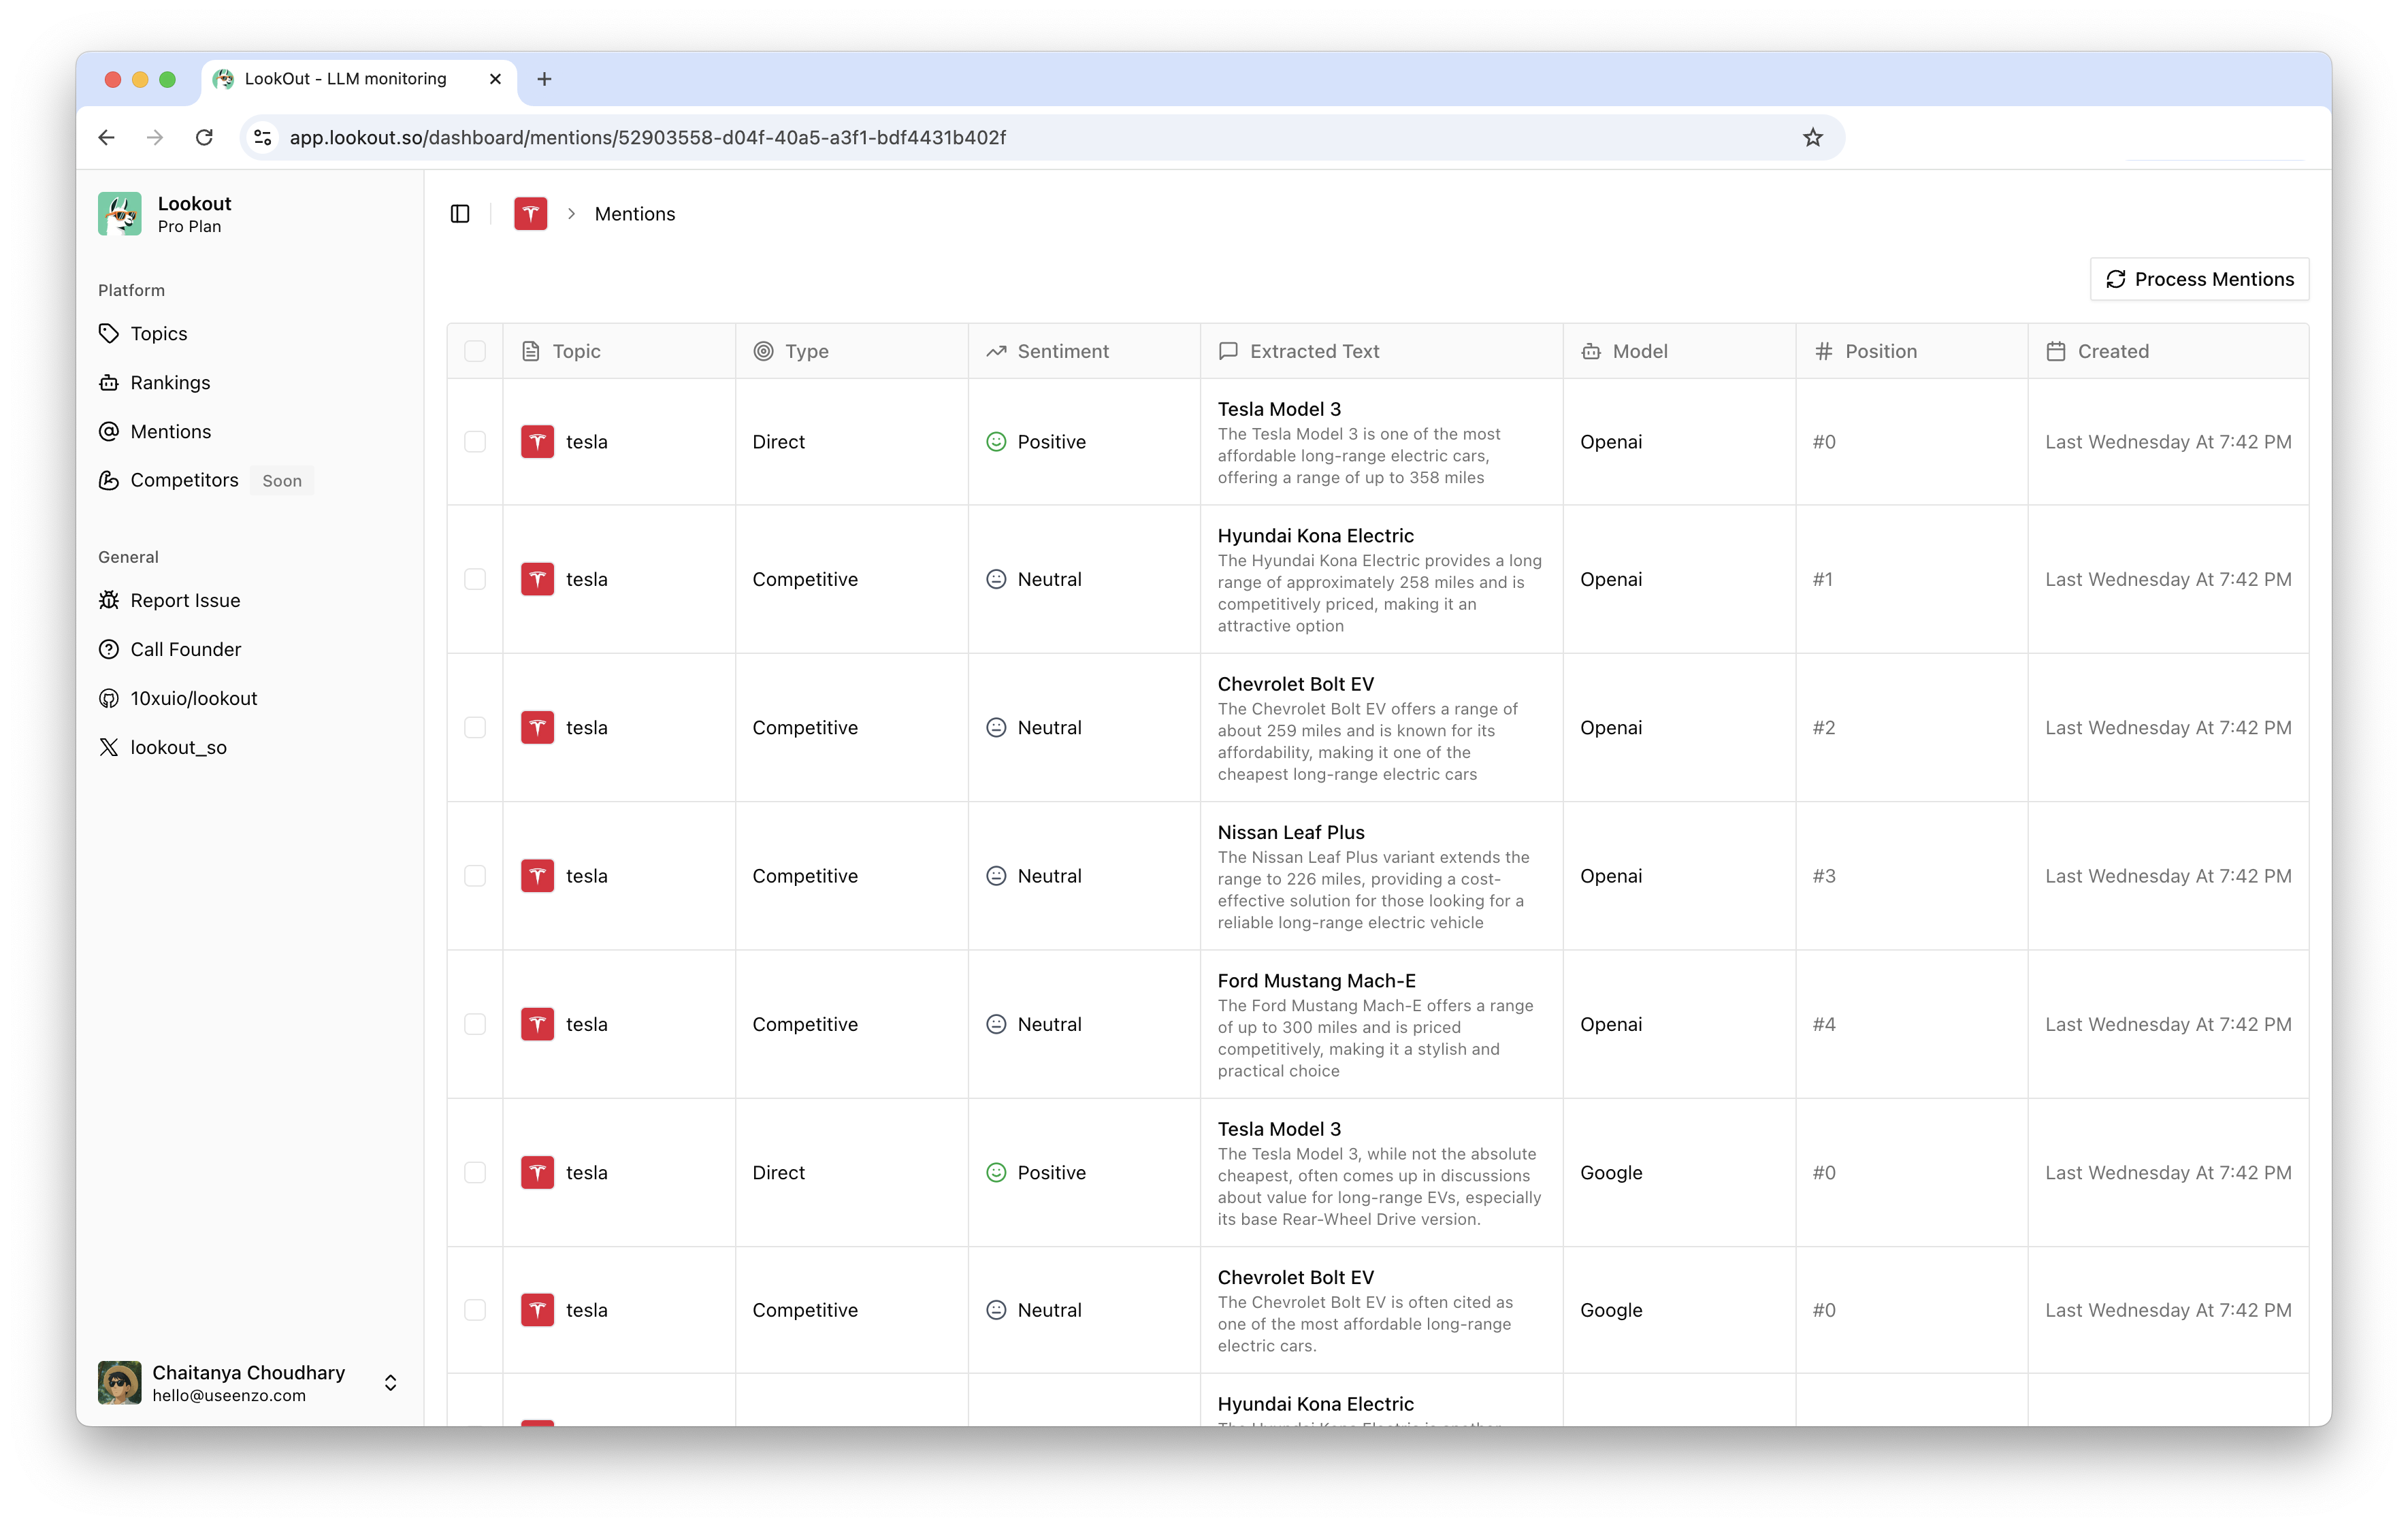 LookOut - LLM monitoring
app.lookout.so/dashboard/mentions/52903558-d04f-40a5-a3f1-bdf4431b402f
Lookout
Pro Plan
Platform
Topics
Rankings
Mentions
Competitors Soon
General
Report Issue
Call Founder
10xuio/lookout
lookout_so
Chaitanya Choudhary
hello@useenzo.com
Mentions
Process Mentions
Topic Type Sentiment Extracted Text Model Position Created
tesla Direct Positive
Tesla Model 3
The Tesla Model 3 is one of the most
affordable long-range electric cars,
offering a range of up to 358 miles
Openai #0 Last Wednesday At 7:42 PM
tesla Competitive Neutral
Hyundai Kona Electric
The Hyundai Kona Electric provides a long
range of approximately 258 miles and is
competitively priced, making it an
attractive option
Openai #1 Last Wednesday At 7:42 PM
tesla Competitive Neutral
Chevrolet Bolt EV
The Chevrolet Bolt EV offers a range of
about 259 miles and is known for its
affordability, making it one of the
cheapest long-range electric cars
Openai #2 Last Wednesday At 7:42 PM
tesla Competitive Neutral
Nissan Leaf Plus
The Nissan Leaf Plus variant extends the
range to 226 miles, providing a cost-
effective solution for those looking for a
reliable long-range electric vehicle
Openai #3 Last Wednesday At 7:42 PM
tesla Competitive Neutral
Ford Mustang Mach-E
The Ford Mustang Mach-E offers a range
of up to 300 miles and is priced
competitively, making it a stylish and
practical choice
Openai #4 Last Wednesday At 7:42 PM
tesla Direct Positive
Tesla Model 3
The Tesla Model 3, while not the absolute
cheapest, often comes up in discussions
about value for long-range EVs, especially
its base Rear-Wheel Drive version.
Google #0 Last Wednesday At 7:42 PM
tesla Competitive Neutral
Chevrolet Bolt EV
The Chevrolet Bolt EV is often cited as
one of the most affordable long-range
electric cars.
Google #0 Last Wednesday At 7:42 PM
Hyundai Kona Electric